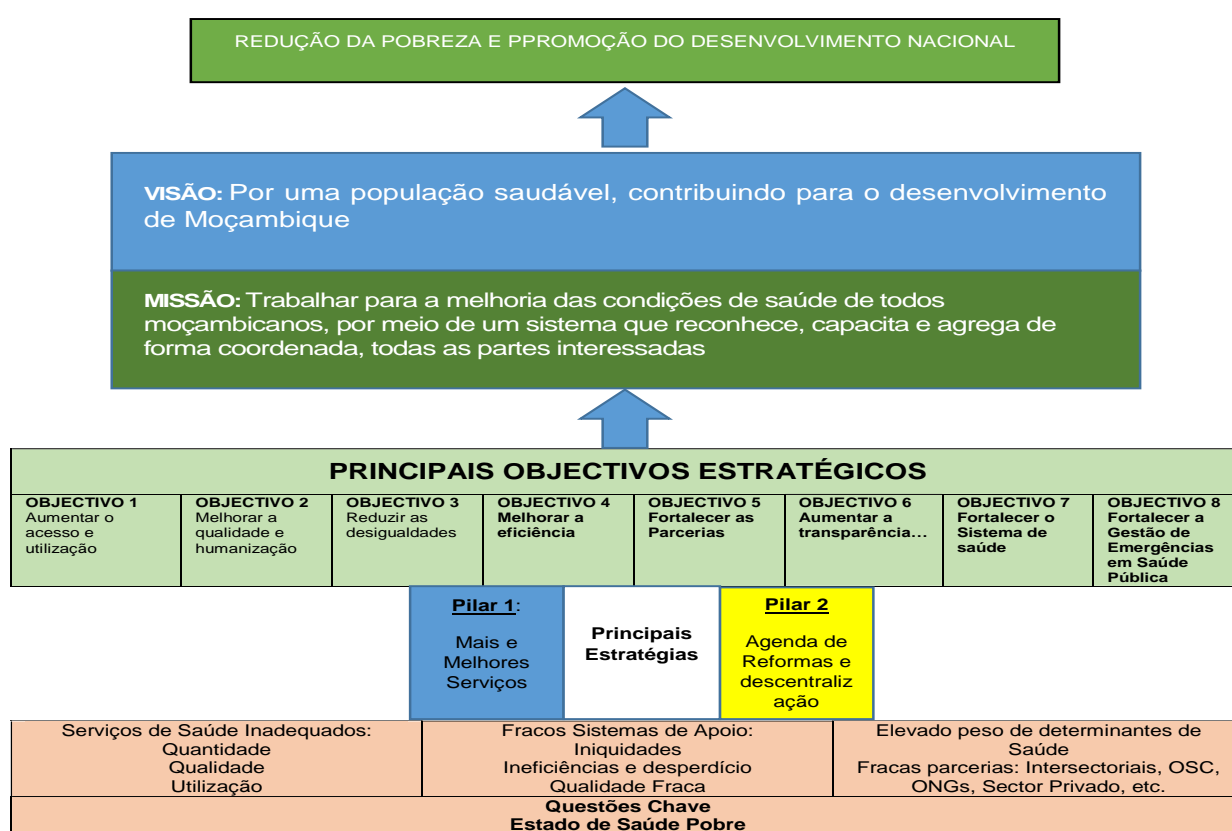 REDUÇÃO DA POBREZA E PPROMOÇÃO DO DESENVOLVIMENTO NACIONAL
VISÃO: Por uma população saudável, contribuindo para o desenvolvimento
de Moçambique
MISSÃO: Trabalhar para a melhoria das condições de saúde de todos
moçambicanos, por meio de um sistema que reconhece, capacita e agrega de
forma coordenada, todas as partes interessadas
PRINCIPAIS OBJECTIVOS ESTRATÉGICOS
OBJECTIVO 1
Aumentar o
acesso e
utilização
OBJECTIVO 2
Melhorar a
qualidade e
humanização
OBJECTIVO 3
Reduzir as
desigualdades
OBJECTIVO 4
Melhorar a
eficiência
OBJECTIVO 5
Fortalecer as
Parcerias
OBJECTIVO 6
Aumentar a
transparência…
OBJECTIVO 7
Fortalecer o
Sistema de
saúde
OBJECTIVO 8
Fortalecer a
Gestão de
Emergências
em Saúde
Pública
Pilar 1:
Mais e
Melhores
Serviços
Principais
Estratégias
Pilar 2
Agenda de
Reformas e
descentraliz
ação
Serviços de Saúde Inadequados:
Quantidade
Qualidade
Utilização
Fracos Sistemas de Apoio:
Iniquidades
Ineficiências e desperdício
Qualidade Fraca
Elevado peso de determinantes de
Saúde
Fracas parcerias: Intersectoriais, OSC,
ONGs, Sector Privado, etc.
Questões Chave
Estado de Saúde Pobre